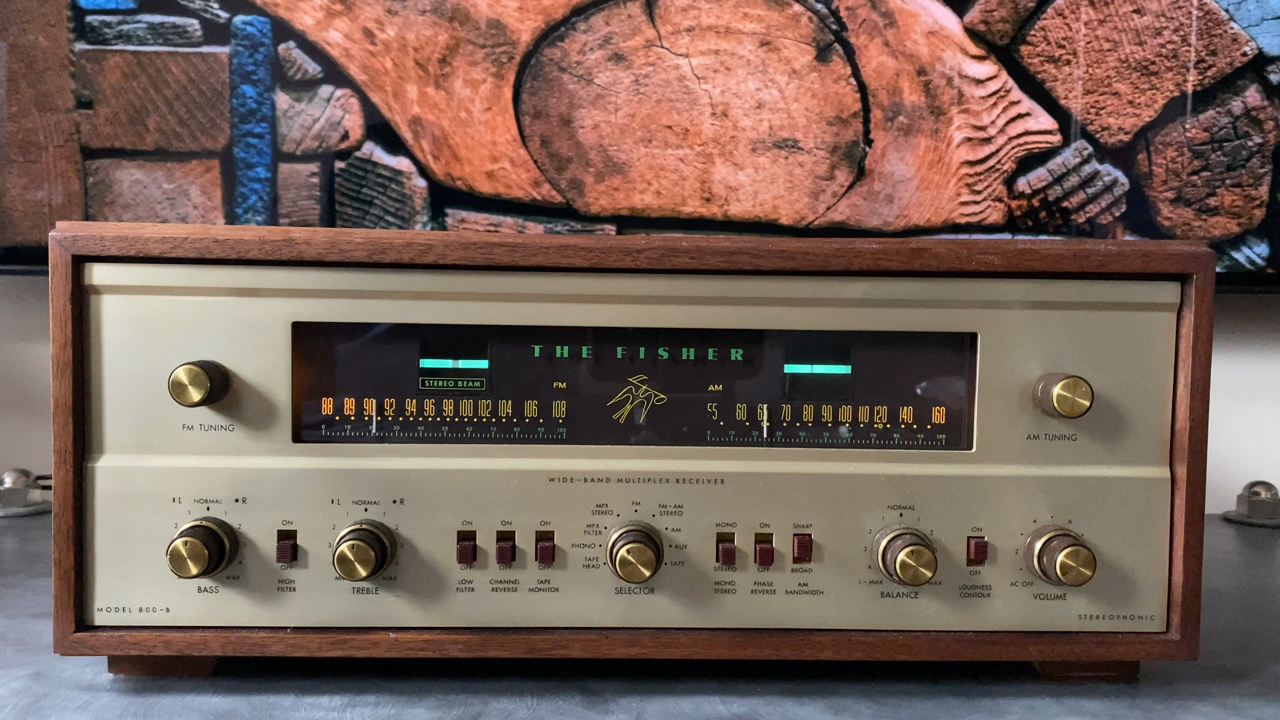 THE FISHER
STEREO BEAM
FM
AM
88 89 90 92 94 96 98 100 102 104 106 108
55 60 65 70 80 90 100 110 120 140 160
FM TUNING
AM TUNING
WIDE-BAND MULTIPLEX RECEIVER
L NORMAL R
BASS
MAX
ON
OFF
HIGH
FILTER
L NORMAL R
TREBLE
MAX
ON
OFF
LOW
FILTER
ON
OFF
CHANNEL
REVERSE
ON
OFF
TAPE
MONITOR
FM
MPX
STEREO
FM-AM
STEREO
MPX
FILTER
AM
PHONO
AUX
TAPE
HEAD
TAPE
SELECTOR
MONO
STEREO
MONO
STEREO
ON
OFF
PHASE
REVERSE
SHARP
BROAD
AM
BANDWIDTH
NORMAL
L-MAX
BALANCE
ON
OFF
LOUDNESS
CONTOUR
AC OFF
VOLUME
MODEL 800-B
STEREOPHONIC